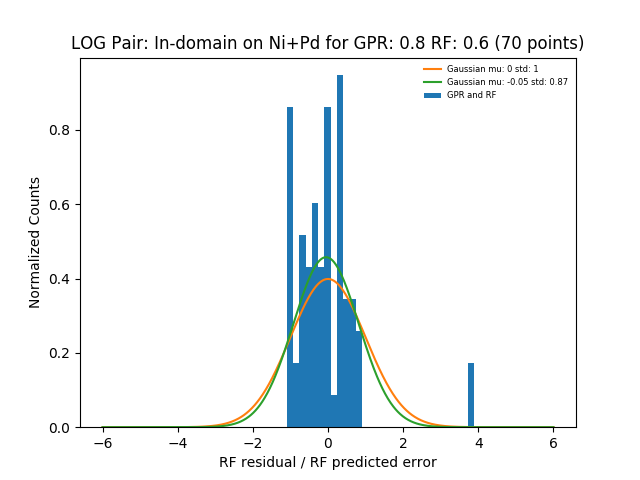 LOG Pair: In-domain on Ni+Pd for GPR: 0.8 RF: 0.6 (70 points)
Gaussian mu: 0 std: 1
Gaussian mu: -0.05 std: 0.87
GPR and RF
Normalized Counts
0.8
0.6
0.4
0.2
0.0
−6 −4 −2 0 2 4 6
RF residual / RF predicted error